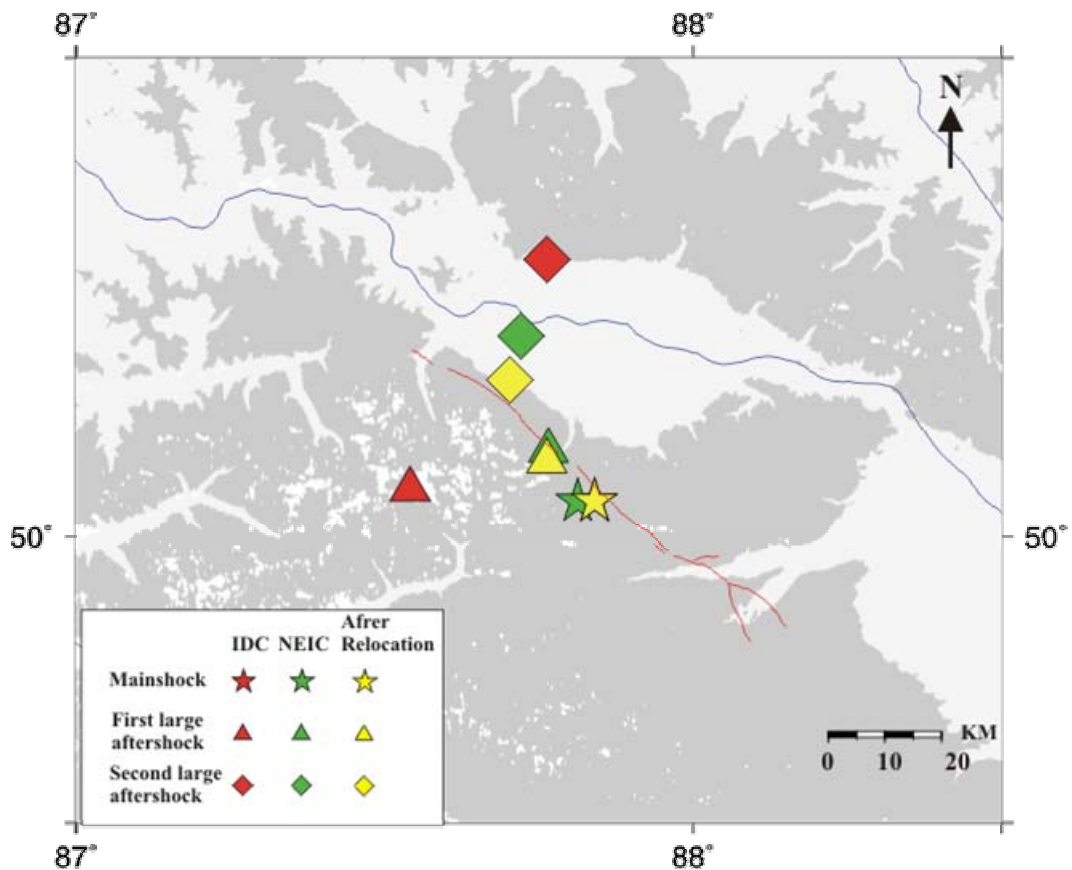 87° 88°
N
50° 50°
Afrer
IDC NEIC Relocation
Mainshock
First large
aftershock
Second large
aftershock
KM
0 10 20
87° 88°